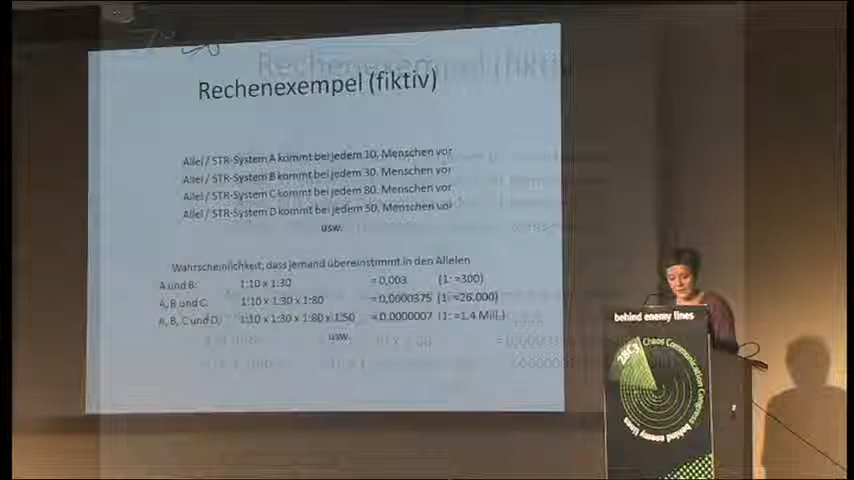 Rechenexempel (fiktiv)
Allel / STR-System A kommt bei jedem 10. Menschen vor
Allel / STR-System B kommt bei jedem 30. Menschen vor
Allel / STR-System C kommt bei jedem 80. Menschen vor
Allel / STR-System D kommt bei jedem 50. Menschen vor
usw.
Wahrscheinlichkeit, dass jemand übereinstimmt in den Allelen
A und B: 1:10 x 1:30 = 0,003 (1: =300)
A, B und C: 1:10 x 1:30 x 1:80 = 0,0000375 (1: =26.000)
A, B, C und D: 1:10 x 1:30 x 1:80 x 1:50 = 0.0000007 (1: =1.4 Mill.)
usw.
behind enemy lines
28C3 Chaos Communication Congress behind enemy lines